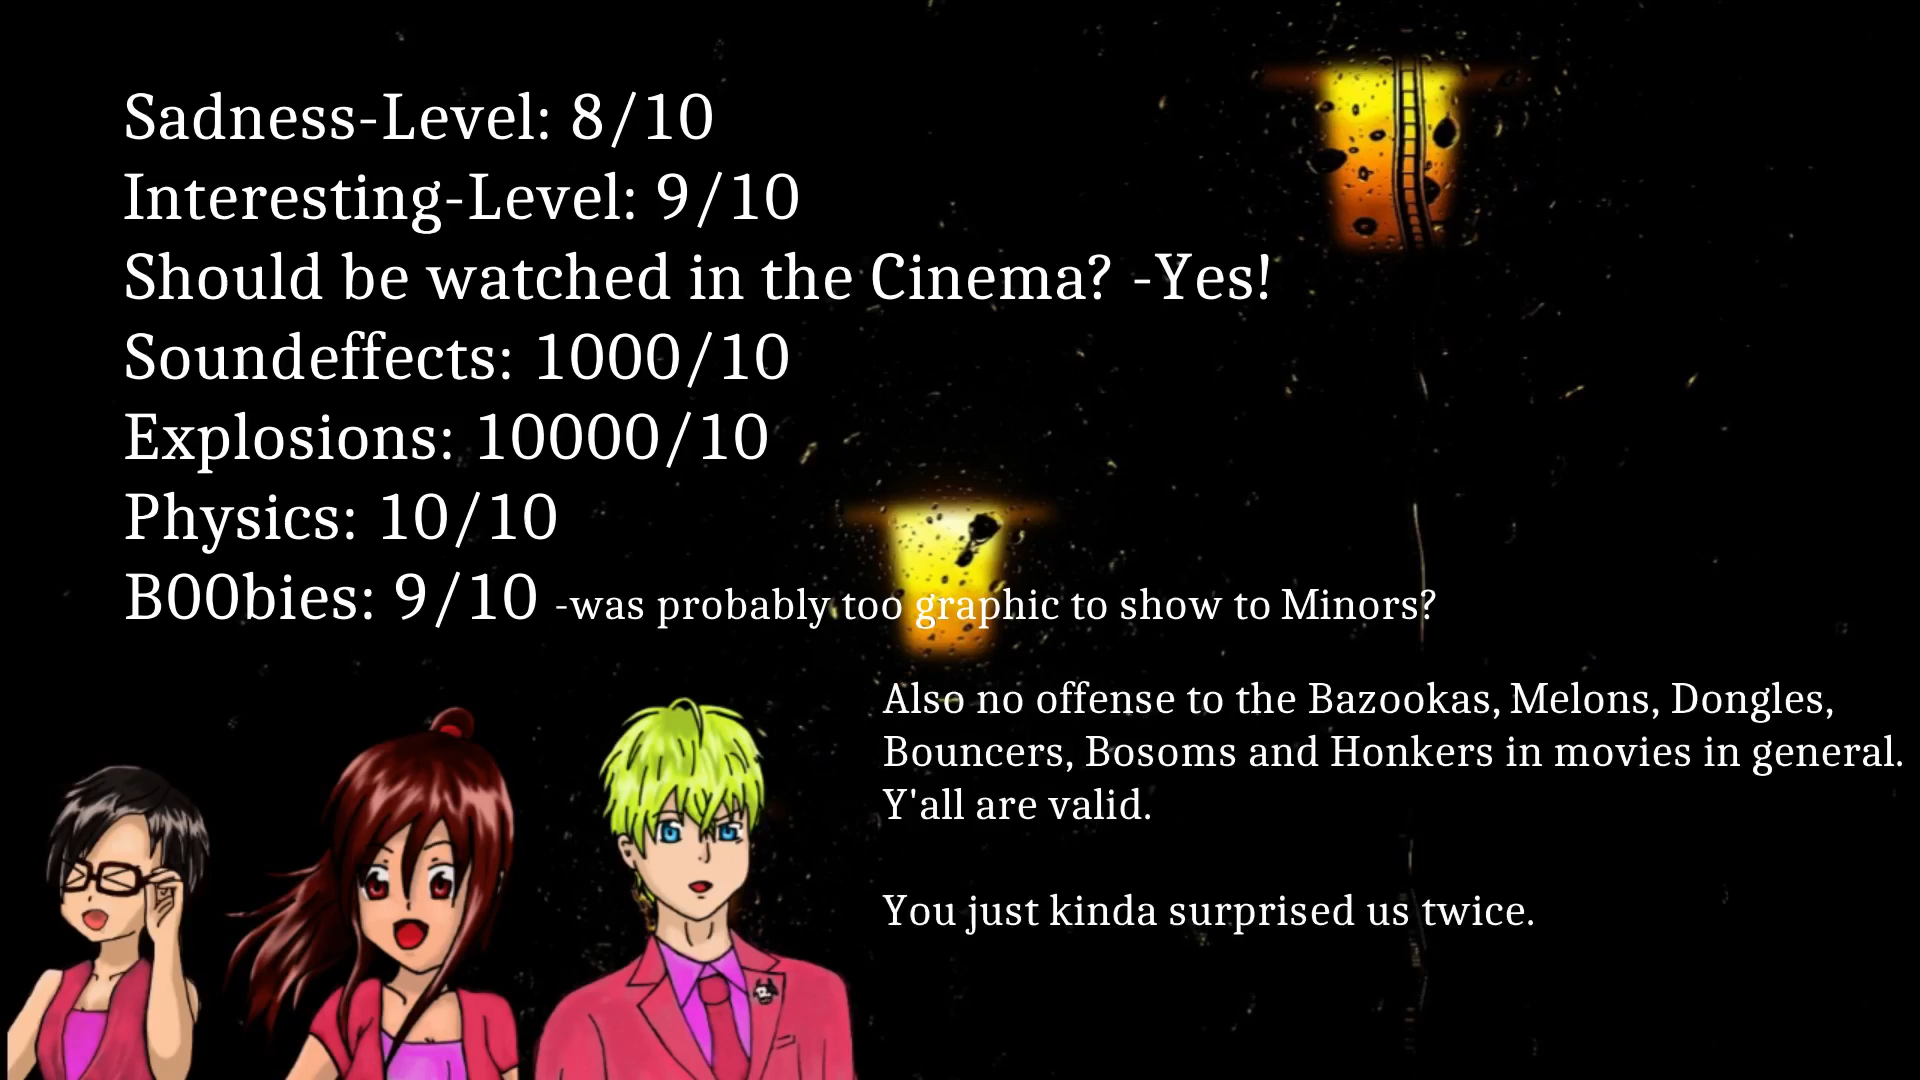 Sadness-Level: 8/10
Interesting-Level: 9/10
Should be watched in the Cinema? -Yes!
Soundeffects: 1000/10
Explosions: 10000/10
Physics: 10/10
B00bies: 9/10 -was probably too graphic to show to Minors?
Also no offense to the Bazookas, Melons, Dongles,
Bouncers, Bosoms and Honkers in movies in general.
Y'all are valid.
You just kinda surprised us twice.